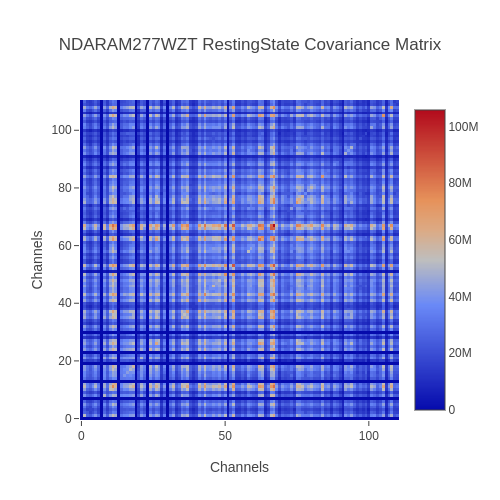 NDARAM277WZT RestingState Covariance Matrix
100
80
60
40
20
0
Channels
0
50
100
Channels
100M
80M
60M
40M
20M
0